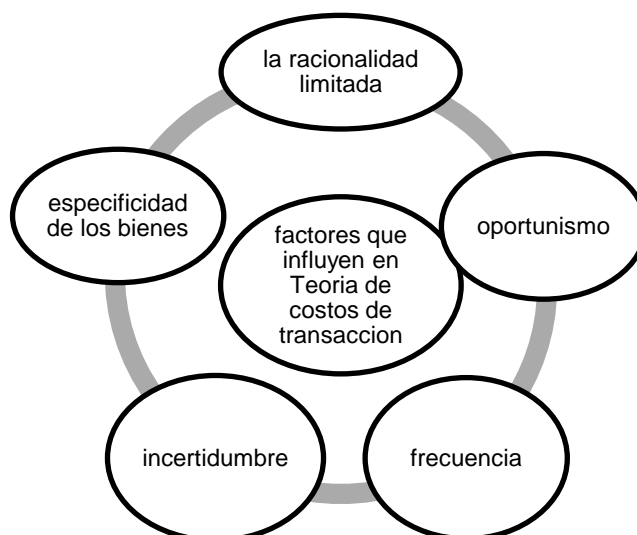 la racionalidad
limitada
oportunismo
frecuencia
incertidumbre
especificidad
de los bienes
factores que
influyen en
Teoria de
costos de
transaccion